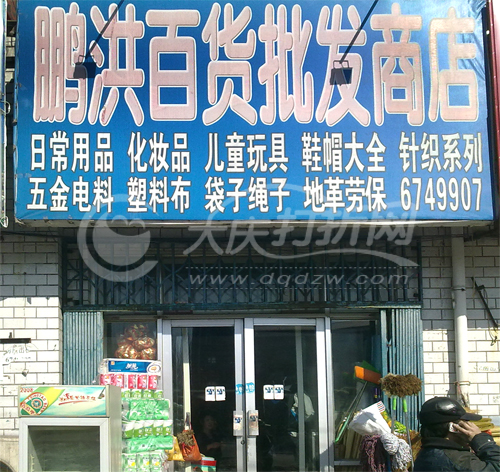 鹏洪百货批发商店
日常用品 化妆品 儿童玩具 鞋帽大全 针织系列
五金电料 塑料布 袋子绳子 地革劳保 6749907
大庆打折网
www.dqdzw.com